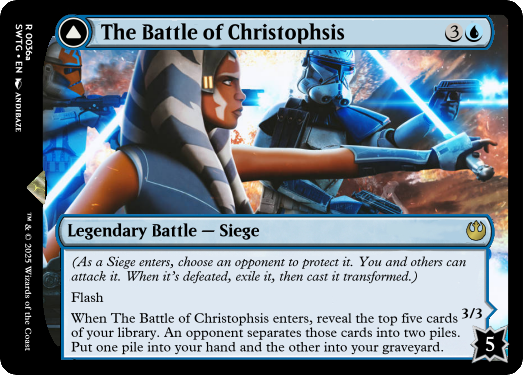 The Battle of Christophsis
3
Legendary Battle — Siege
(As a Siege enters, choose an opponent to protect it. You and others can
attack it. When it's defeated, exile it, then cast it transformed.)
Flash
When The Battle of Christophsis enters, reveal the top five cards
of your library. An opponent separates those cards into two piles.
Put one pile into your hand and the other into your graveyard.
3/3
5
R 0036a
SWTG • EN ANDIBAZE
™ & © 2025 Wizards of the Coast